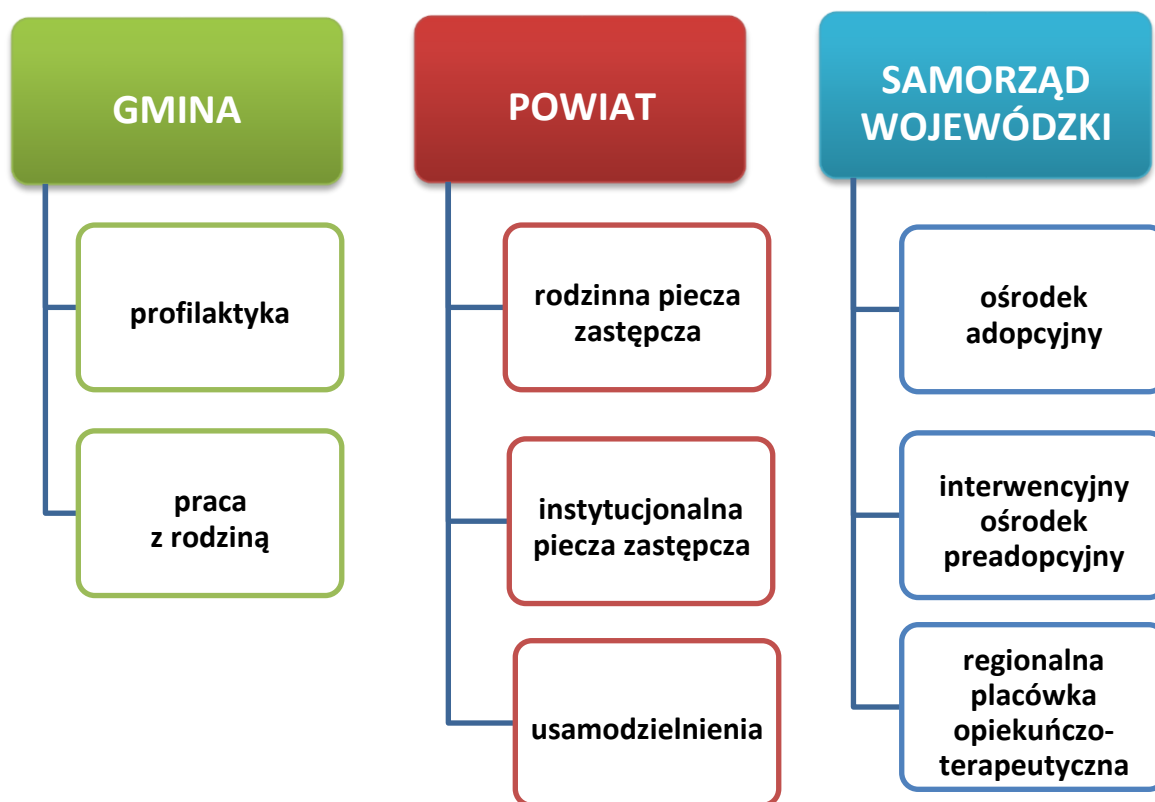 GMINA
profilaktyka
praca
z rodziną
POWIAT
rodzinna piecza
zastępcza
instytucjonalna
piecza zastępcza
usamodzielnienia
SAMORZĄD
WOJEWÓDZKI
ośrodek
adopcyjny
interwencyjny
ośrodek
preadopcyjny
regionalna
placówka
opiekuńczo-
terapeutyczna